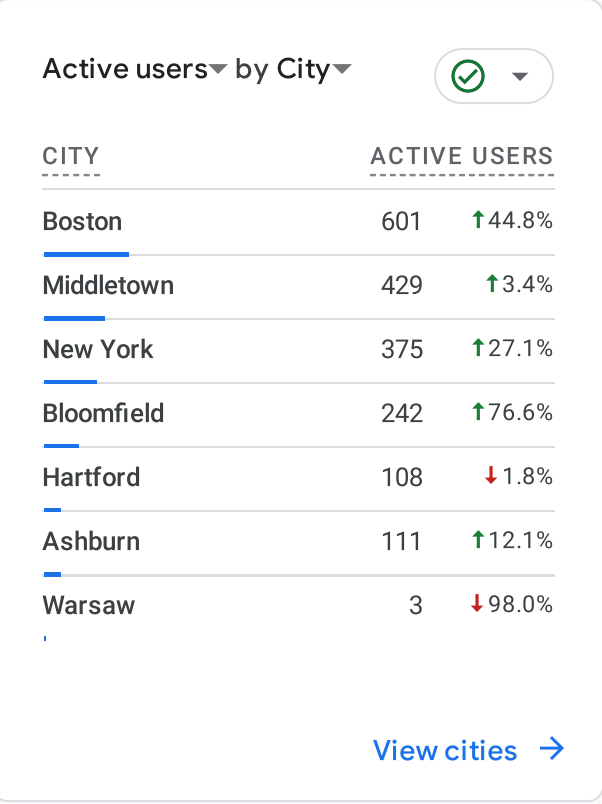 Active users by City
CITY ACTIVE USERS
Boston 601 ↑44.8%
Middletown 429 ↑3.4%
New York 375 ↑27.1%
Bloomfield 242 ↑76.6%
Hartford 108 ↓1.8%
Ashburn 111 ↑12.1%
Warsaw 3 ↓98.0%
View cities →